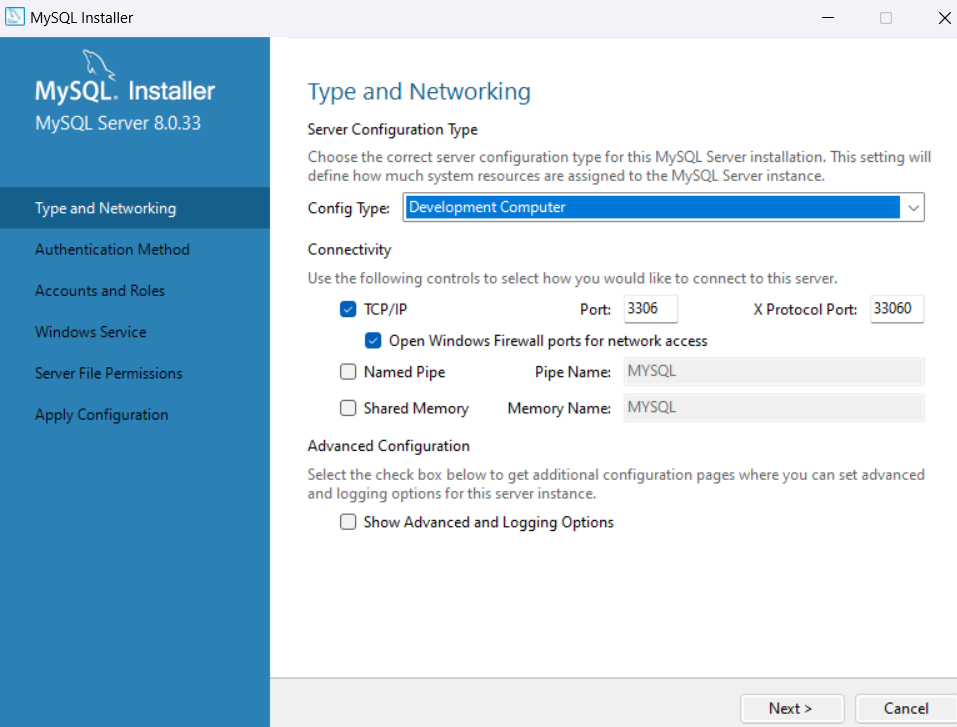 MySQL Installer
MySQL. Installer
MySQL Server 8.0.33
Type and Networking
Authentication Method
Accounts and Roles
Windows Service
Server File Permissions
Apply Configuration
Type and Networking
Server Configuration Type
Choose the correct server configuration type for this MySQL Server installation. This setting will
define how much system resources are assigned to the MySQL Server instance.
Config Type: Development Computer
Connectivity
Use the following controls to select how you would like to connect to this server.
TCP/IP Port: 3306 X Protocol Port: 33060
Open Windows Firewall ports for network access
Named Pipe Pipe Name: MYSQL
Shared Memory Memory Name: MYSQL
Advanced Configuration
Select the check box below to get additional configuration pages where you can set advanced
and logging options for this server instance.
Show Advanced and Logging Options
Next > Cancel